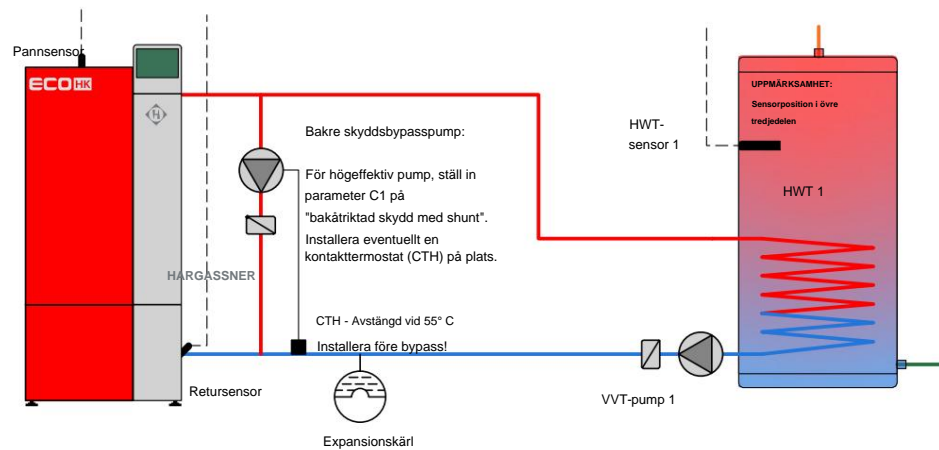 Pannsensor
ECO HK
H
Bakre skyddsbypasspump:
För högeffektiv pump, ställ in
parameter C1 på
"bakåtriktad skydd med shunt".
Installera eventuellt en
kontakttermostat (CTH) på plats.
HARGASSNER
CTH - Avstängd vid 55° C
Installera före bypass!
Retursensor
Expansionskärl
VVT-pump 1
HWT-
sensor 1
UPPMÄRKSAMHET:
Sensorposition i övre
tredjedelen
HWT 1